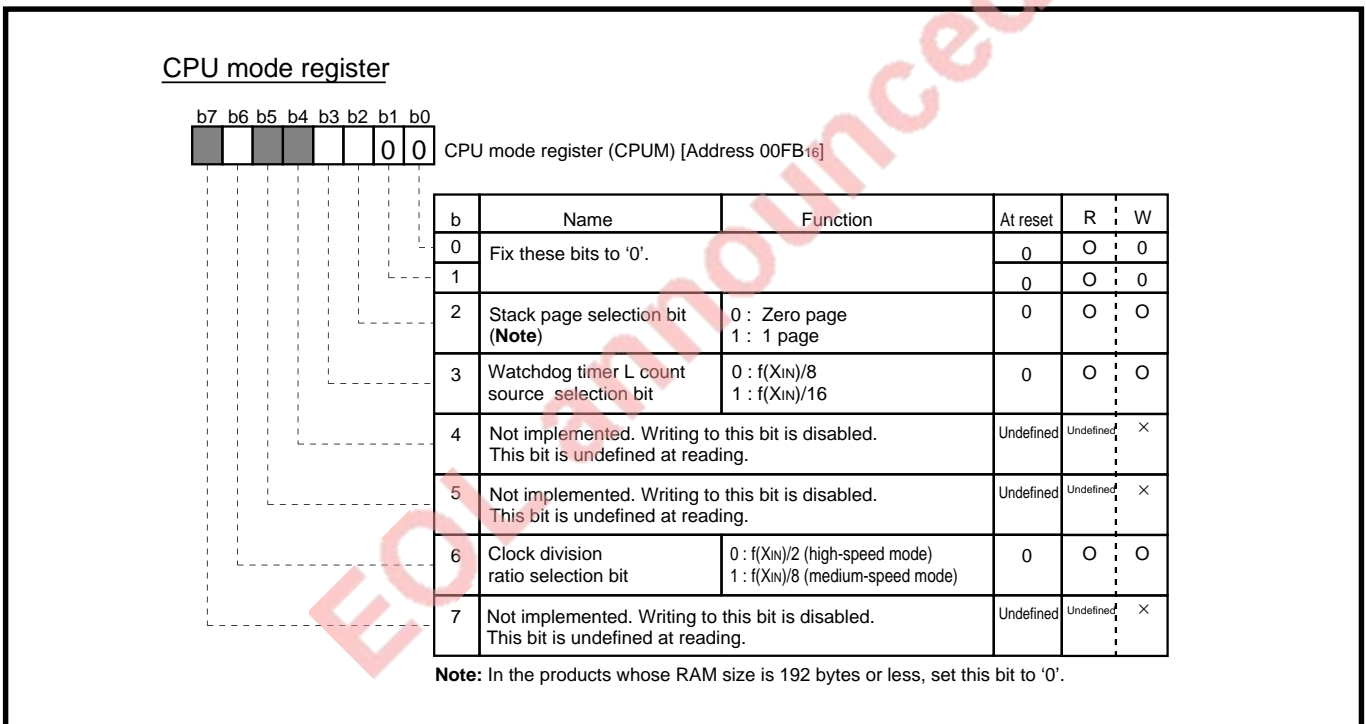 EOL announced
CPU mode register
b7 b6 b5 b4 b3 b2 b1 b0
0 0 CPU mode register (CPUM) [Address 00FB16]
b Name Function At reset R W
0 Fix these bits to ‘0’. 0 O 0
1 0 O 0
2 Stack page selection bit 0 : Zero page 0 O O
(Note) 1 : 1 page
3 Watchdog timer L count 0 : f(XIN)/8 0 O O
source selection bit 1 : f(XIN)/16
4 Not implemented. Writing to this bit is disabled. Undefined Undefined ×
This bit is undefined at reading.
5 Not implemented. Writing to this bit is disabled. Undefined Undefined ×
This bit is undefined at reading.
6 Clock division 0 : f(XIN)/2 (high-speed mode) 0 O O
ratio selection bit 1 : f(XIN)/8 (medium-speed mode)
7 Not implemented. Writing to this bit is disabled. Undefined Undefined ×
This bit is undefined at reading.
Note: In the products whose RAM size is 192 bytes or less, set this bit to ‘0’.